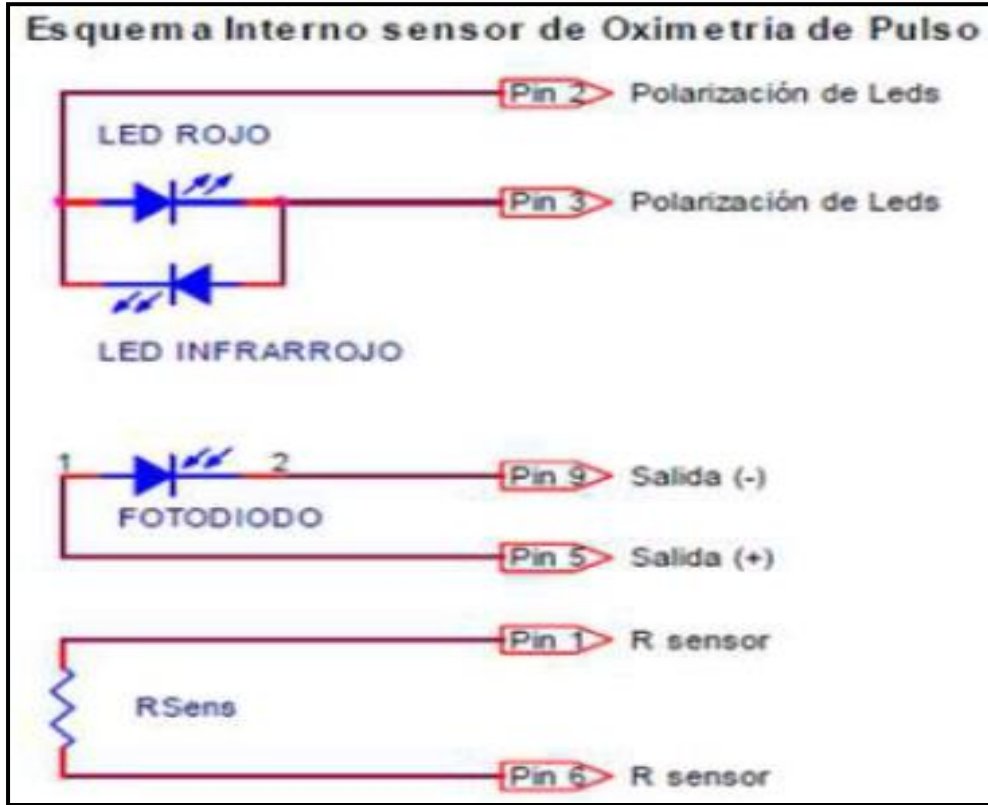 Esquema Interno sensor de Oximetria de Pulso
Pin 2 Polarización de Leds
LED ROJO
Pin 3 Polarización de Leds
LED INFRARROJO
1 2 Pin 9 Salida (-)
FOTODIODO
Pin 5 Salida (+)
Pin 1 R sensor
RSens
Pin 6 R sensor